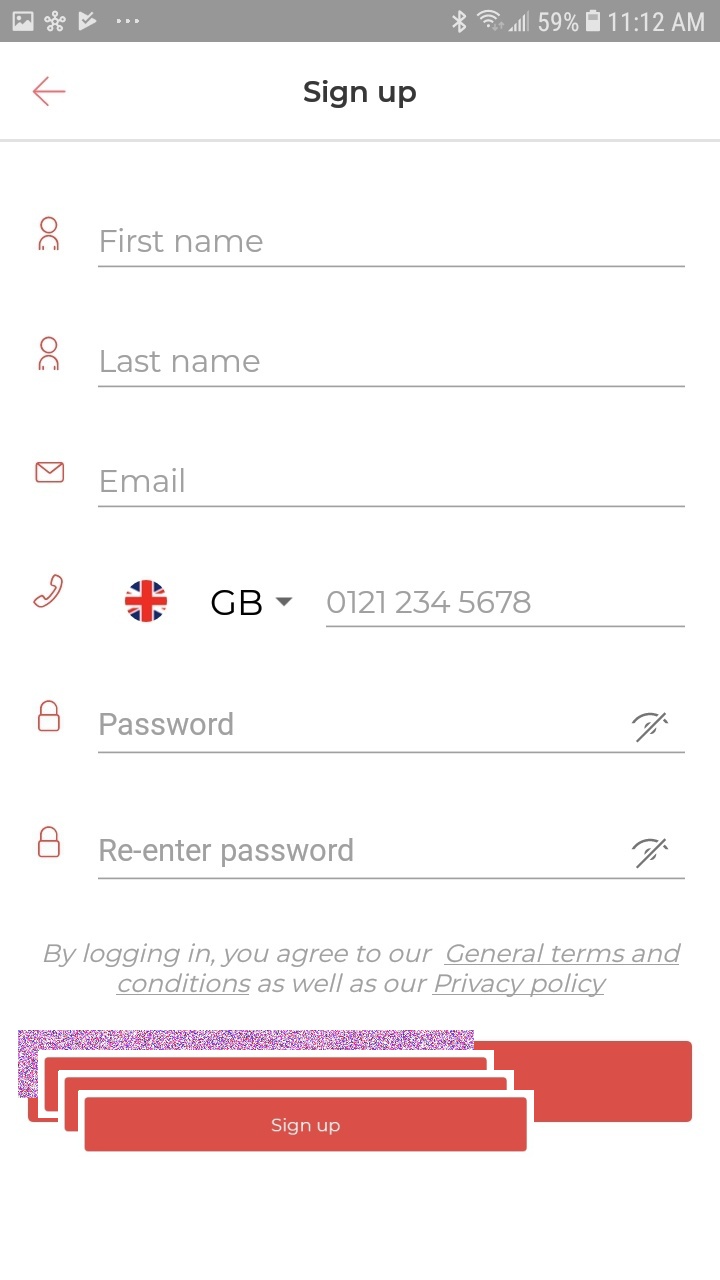 59% 11:12 AM
Sign up
First name
Last name
Email
GB 0121 234 5678
Password
Re-enter password
By logging in, you agree to our General terms and
conditions as well as our Privacy policy
Sign up